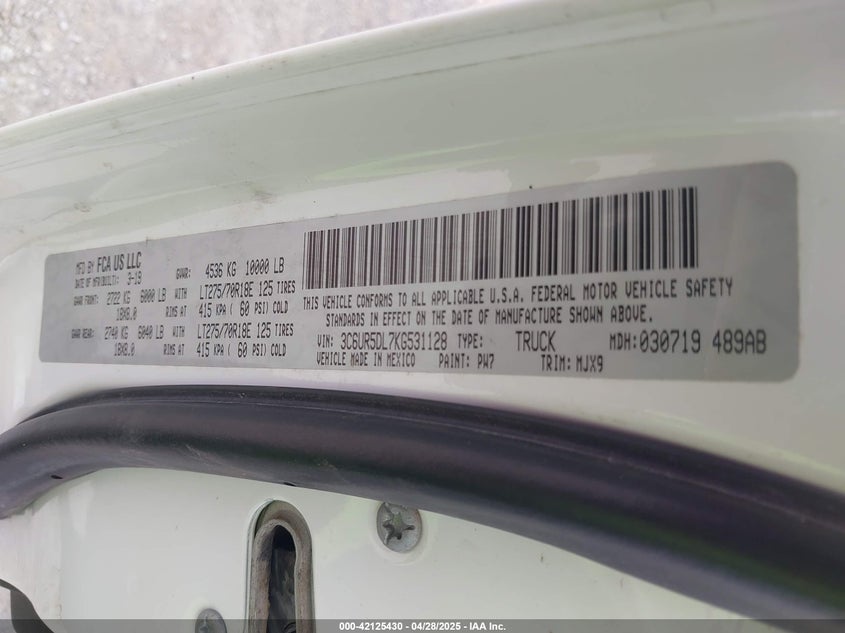 MFD BY FCA US LLC
DATE OF MFR(BUILT): 3-19
GVWR: 4536 KG 10000 LB
GAWR FRONT: 2722 KG 6000 LB WITH LT275/70R18E 125 TIRES
18X8.0 RIMS AT 415 KPA ( 60 PSI) COLD
GAWR REAR: 2740 KG 6040 LB WITH LT275/70R18E 125 TIRES
18X8.0 RIMS AT 415 KPA ( 60 PSI) COLD
THIS VEHICLE CONFORMS TO ALL APPLICABLE U.S.A. FEDERAL MOTOR VEHICLE SAFETY
STANDARDS IN EFFECT ON THE DATE OF MANUFACTURE SHOWN ABOVE.
VIN: 3C6UR5DL7KG531128 TYPE: TRUCK MDH: 030719 489AB
VEHICLE MADE IN MEXICO PAINT: PW7 TRIM: MJX9
000-42125430 - 04/28/2025 - IAA Inc.